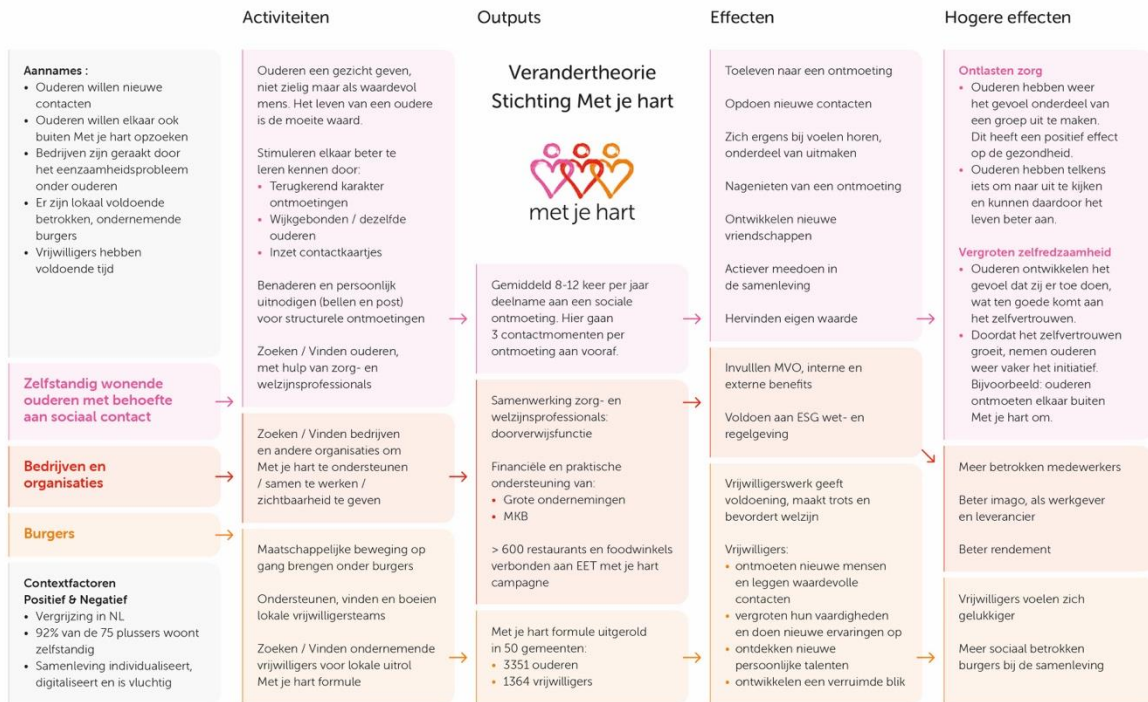 Activiteiten
Outputs
Effecten
Hogere effecten
Aannames :
• Ouderen willen nieuwe
contacten
• Ouderen willen elkaar ook
buiten Met je hart opzoeken
• Bedrijven zijn geraakt door
het eenzaamheidsprobleem
onder ouderen
• Er zijn lokaal voldoende
betrokken, ondernemende
burgers
• Vrijwilligers hebben
voldoende tijd
Zelfstandig wonende
ouderen met behoefte
aan sociaal contact
Bedrijven en
organisaties
Burgers
Contextfactoren
Positief & Negatief
• Vergrijzing in NL
• 92% van de 75 plussers woont
zelfstandig
• Samenleving individualiseert,
digitaliseert en is vluchtig
Ouderen een gezicht geven,
niet zielig maar als waardevol
mens. Het leven van een oudere
is de moeite waard.
Stimuleren elkaar beter te
leren kennen door:
• Terugkerend karakter
ontmoetingen
• Wijkgebonden / dezelfde
ouderen
• Inzet contactkaartjes
Benaderen en persoonlijk
uitnodigen (bellen en post)
voor structurele ontmoetingen
Zoeken / Vinden ouderen,
met hulp van zorg- en
welzijnsprofessionals
Zoeken / Vinden bedrijven
en andere organisaties om
Met je hart te ondersteunen
/ samen te werken /
zichtbaarheid te geven
Maatschappelijke beweging op
gang brengen onder burgers
Ondersteunen, vinden en boeien
lokale vrijwilligersteams
Zoeken / Vinden ondernemende
vrijwilligers voor lokale uitrol
Met je hart formule
Verandertheorie
Stichting Met je hart
met je hart
Gemiddeld 8-12 keer per jaar
deelname aan een sociale
ontmoeting. Hier gaan
3 contactmomenten per
ontmoeting aan vooraf.
Samenwerking zorg- en
welzijnsprofessionals:
doorverwijsfunctie
Financiële en praktische
ondersteuning van:
• Grote ondernemingen
• MKB
> 600 restaurants en foodwinkels
verbonden aan EET met je hart
campagne
Met je hart formule uitgerold
in 50 gemeenten:
• 3351 ouderen
• 1364 vrijwilligers
Toeleven naar een ontmoeting
Opdoen nieuwe contacten
Zich ergens bij voelen horen,
onderdeel van uitmaken
Nagenieten van een ontmoeting
Ontwikkelen nieuwe
vriendschappen
Actiever meedoen in
de samenleving
Hervinden eigen waarde
Invulllen MVO, interne en
externe benefits
Voldoen aan ESG wet- en
regelgeving
Vrijwilligerswerk geeft
voldoening, maakt trots en
bevordert welzijn
Vrijwilligers:
• ontmoeten nieuwe mensen
en leggen waardevolle
contacten
• vergroten hun vaardigheden
en doen nieuwe ervaringen op
• ontdekken nieuwe
persoonlijke talenten
• ontwikkelen een verruimde blik
Ontlasten zorg
• Ouderen hebben weer
het gevoel onderdeel van
een groep uit te maken.
Dit heeft een positief effect
op de gezondheid.
• Ouderen hebben telkens
iets om naar uit te kijken
en kunnen daardoor het
leven beter aan.
Vergroten zelfredzaamheid
• Ouderen ontwikkelen het
gevoel dat zij er toe doen,
wat ten goede komt aan
het zelfvertrouwen.
• Doordat het zelfvertrouwen
groeit, nemen ouderen
weer vaker het initiatief.
Bijvoorbeeld: ouderen
ontmoeten elkaar buiten
Met je hart om.
Meer betrokken medewerkers
Beter imago, als werkgever
en leverancier
Beter rendement
Vrijwilligers voelen zich
gelukkiger
Meer sociaal betrokken
burgers bij de samenleving